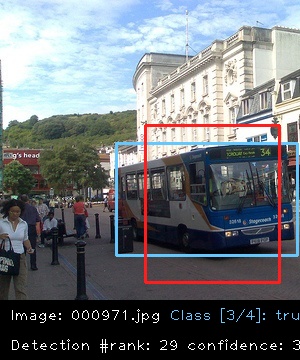 34
g's head
Stagecoach
Image: 000971.jpg Class [3/4]: tru
Detection #rank: 29 confidence: 3